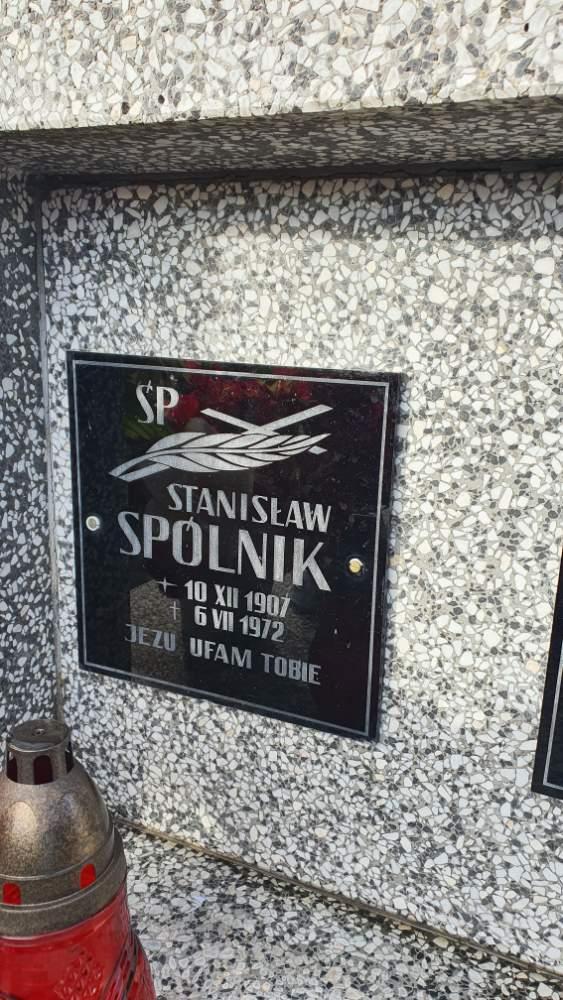 ŚP
STANISŁAW
SPÓLNIK
10 XII 1907
† 6 VII 1972
JEZU UFAM TOBIE